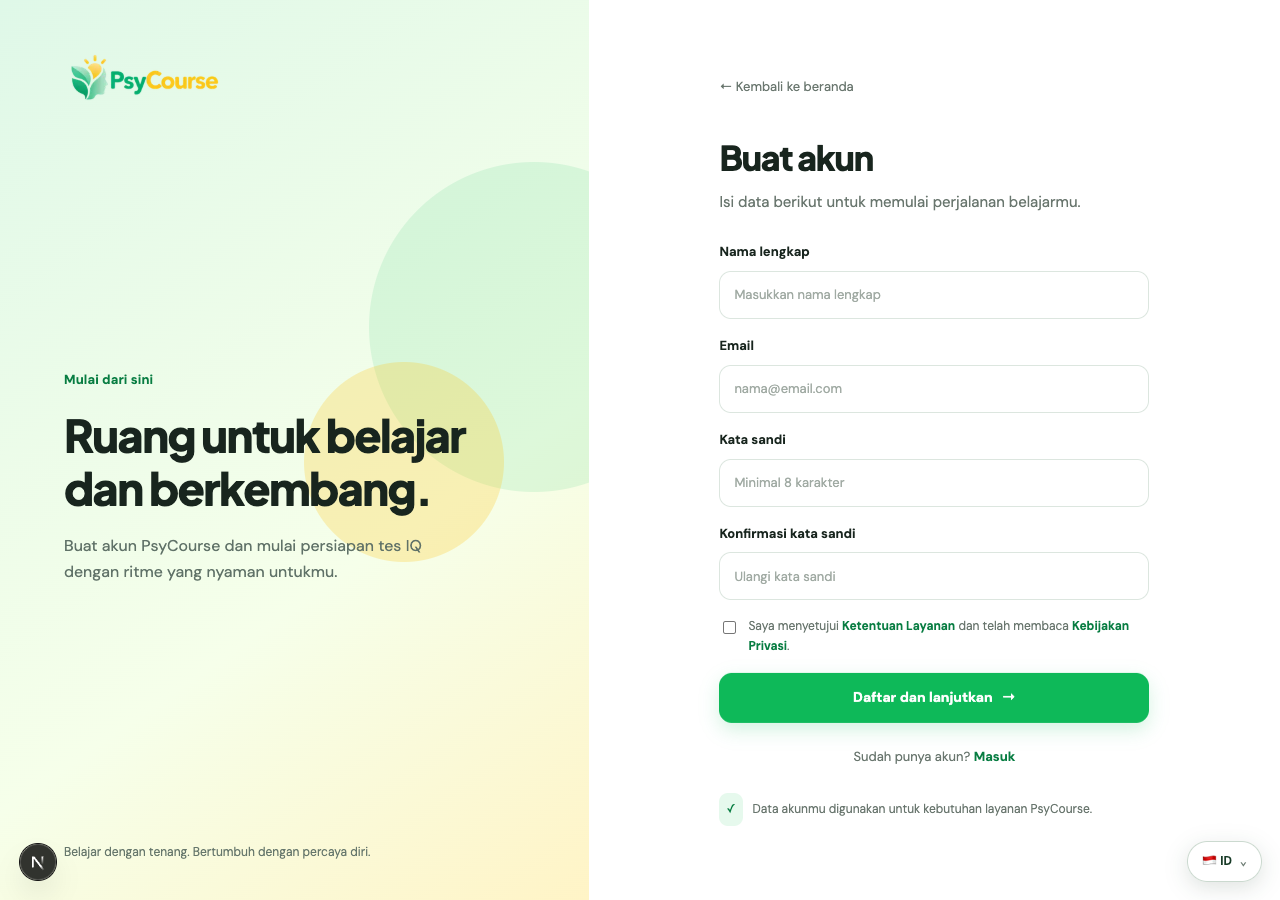 PsyCourse
Mulai dari sini
Ruang untuk belajar
dan berkembang.
Buat akun PsyCourse dan mulai persiapan tes IQ
dengan ritme yang nyaman untukmu.
Belajar dengan tenang. Bertumbuh dengan percaya diri.
N
← Kembali ke beranda
Buat akun
Isi data berikut untuk memulai perjalanan belajarmu.
Nama lengkap
Masukkan nama lengkap
Email
nama@email.com
Kata sandi
Minimal 8 karakter
Konfirmasi kata sandi
Ulangi kata sandi
Saya menyetujui Ketentuan Layanan dan telah membaca Kebijakan
Privasi.
Daftar dan lanjutkan →
Sudah punya akun? Masuk
✓ Data akunmu digunakan untuk kebutuhan layanan PsyCourse.
ID